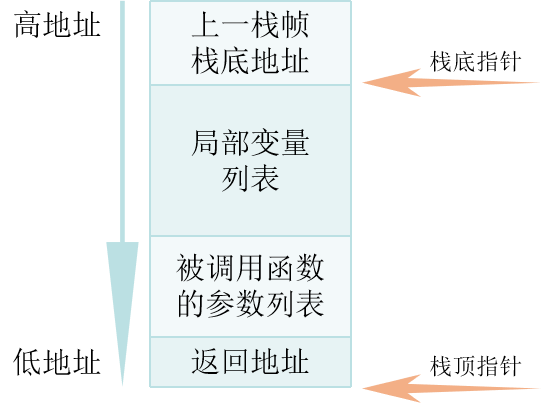 高地址
上一栈帧
栈底地址
栈底指针
局部变量
列表
被调用函数
的参数列表
低地址
返回地址
栈顶指针